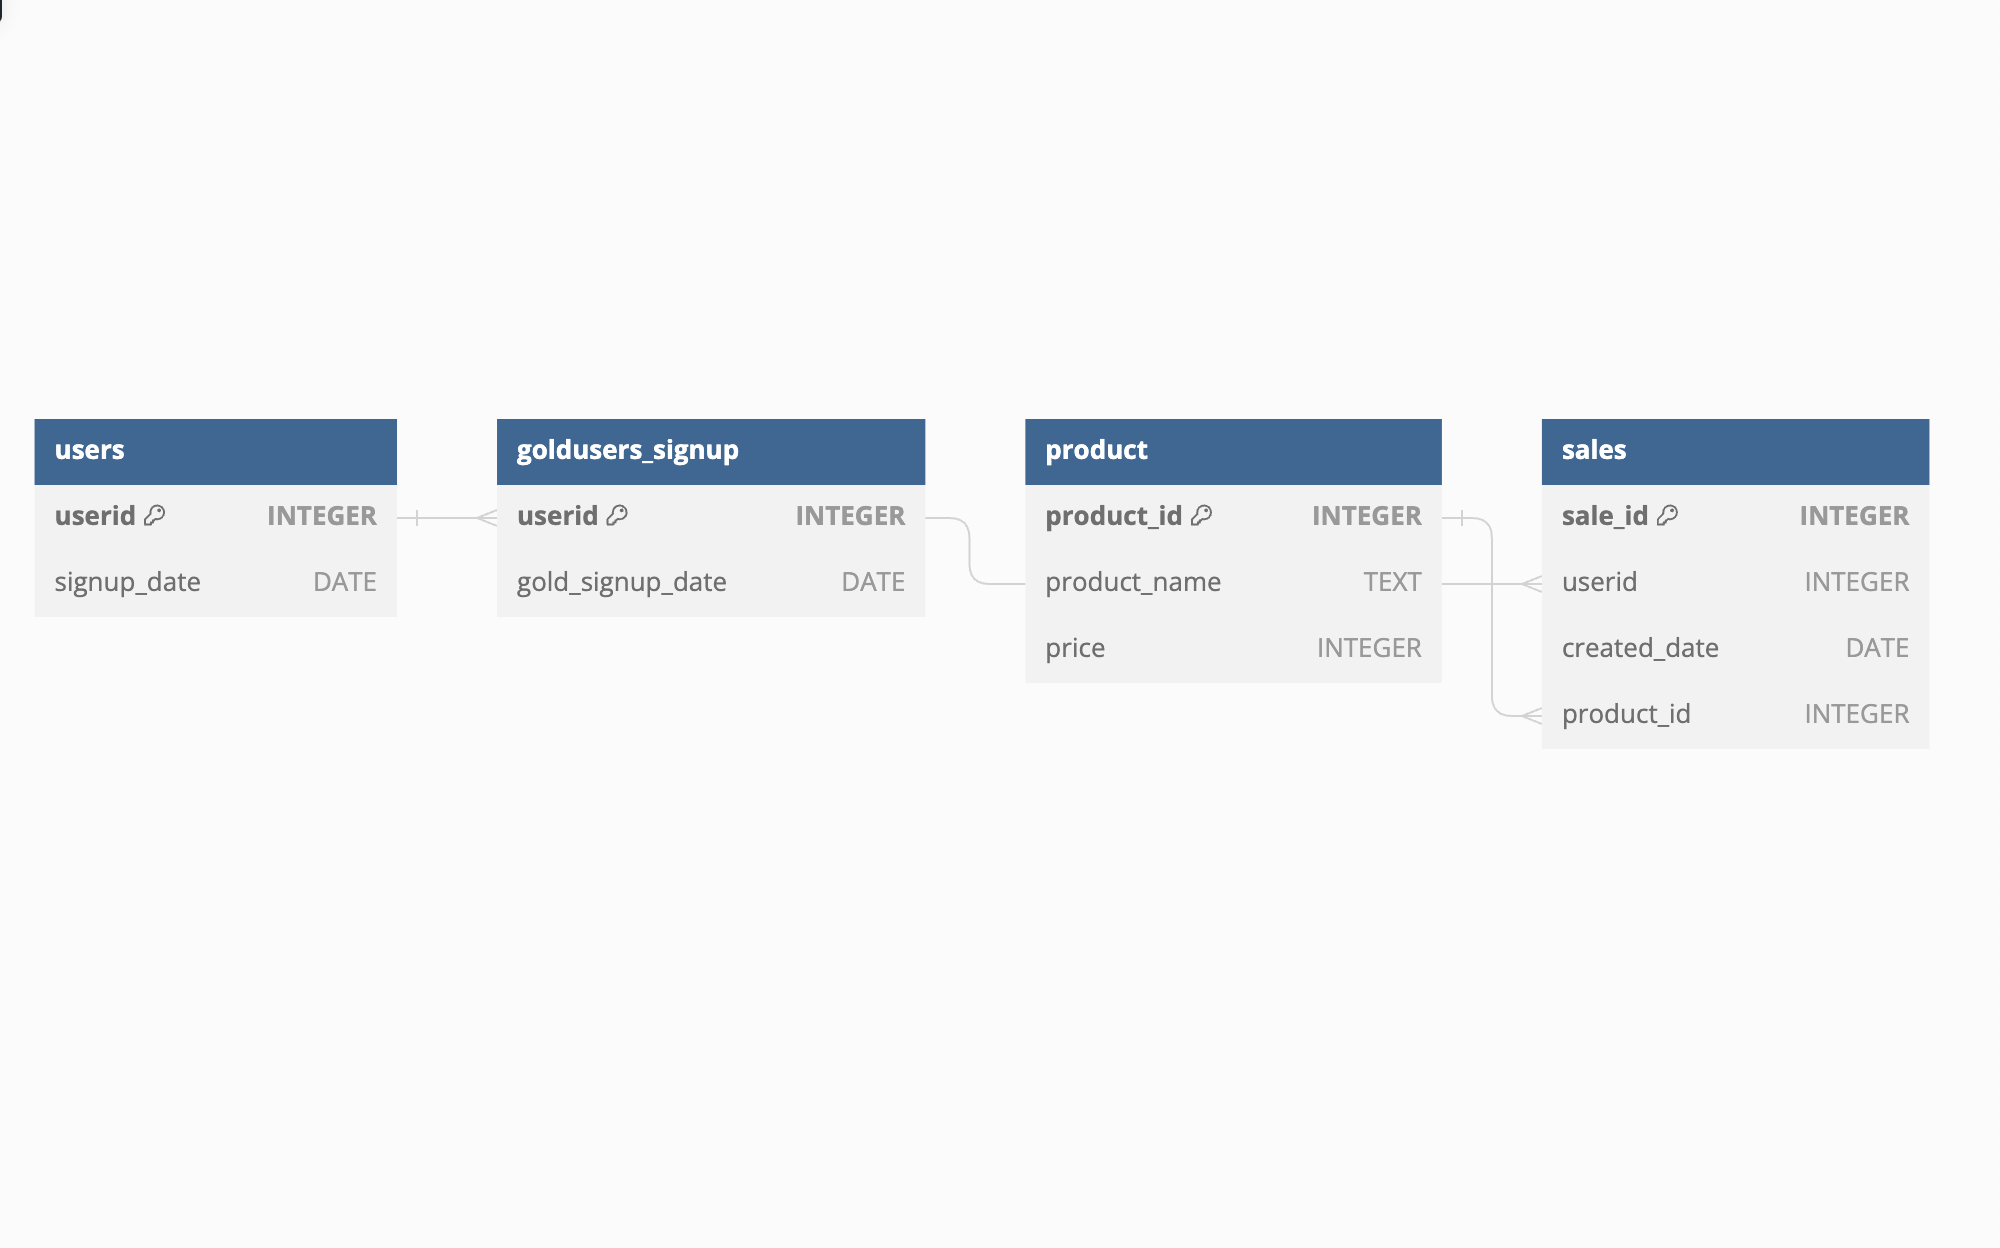 users
userid INTEGER
signup_date DATE
goldusers_signup
userid INTEGER
gold_signup_date DATE
product
product_id INTEGER
product_name TEXT
price INTEGER
sales
sale_id INTEGER
userid INTEGER
created_date DATE
product_id INTEGER